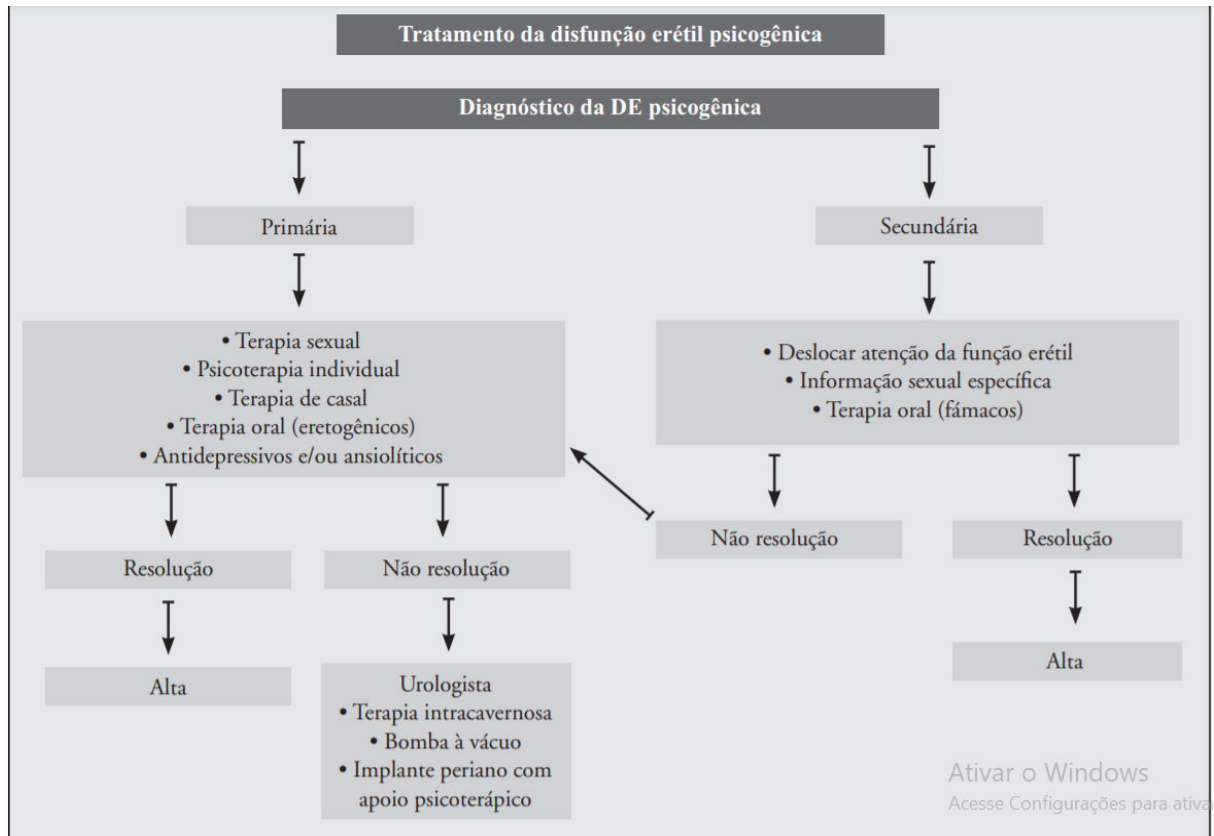 Tratamento da disfunção erétil psicogênica
Diagnóstico da DE psicogênica
Primária
Secundária
• Terapia sexual
• Psicoterapia individual
• Terapia de casal
• Terapia oral (eretogênicos)
• Antidepressivos e/ou ansiolíticos
• Deslocar atenção da função erétil
• Informação sexual específica
• Terapia oral (fámacos)
Resolução
Não resolução
Não resolução
Resolução
Alta
Urologista
• Terapia intracavernosa
• Bomba à vácuo
• Implante periano com
apoio psicoterápico
Alta
Ativar o Windows
Acesse Configurações para ativa